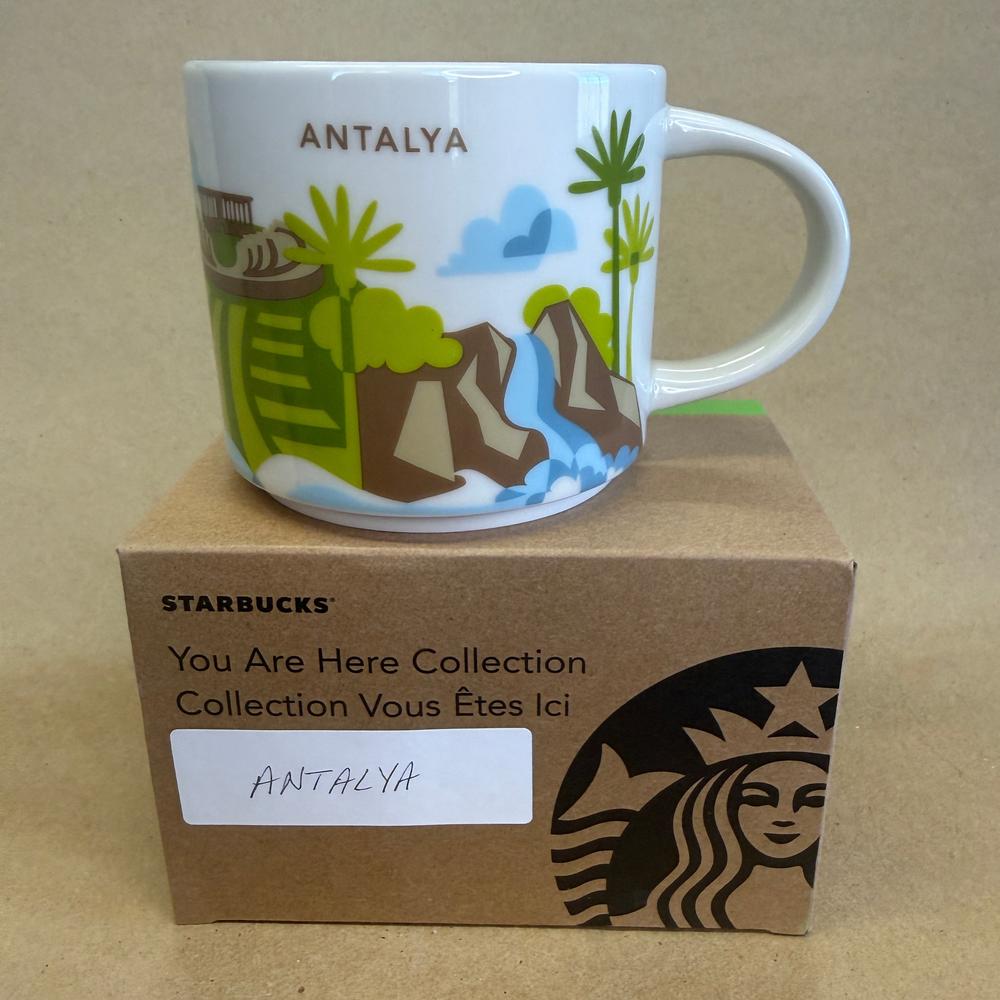 ANTALYA
STARBUCKS®
You Are Here Collection
Collection Vous Êtes Ici
ANTALYA